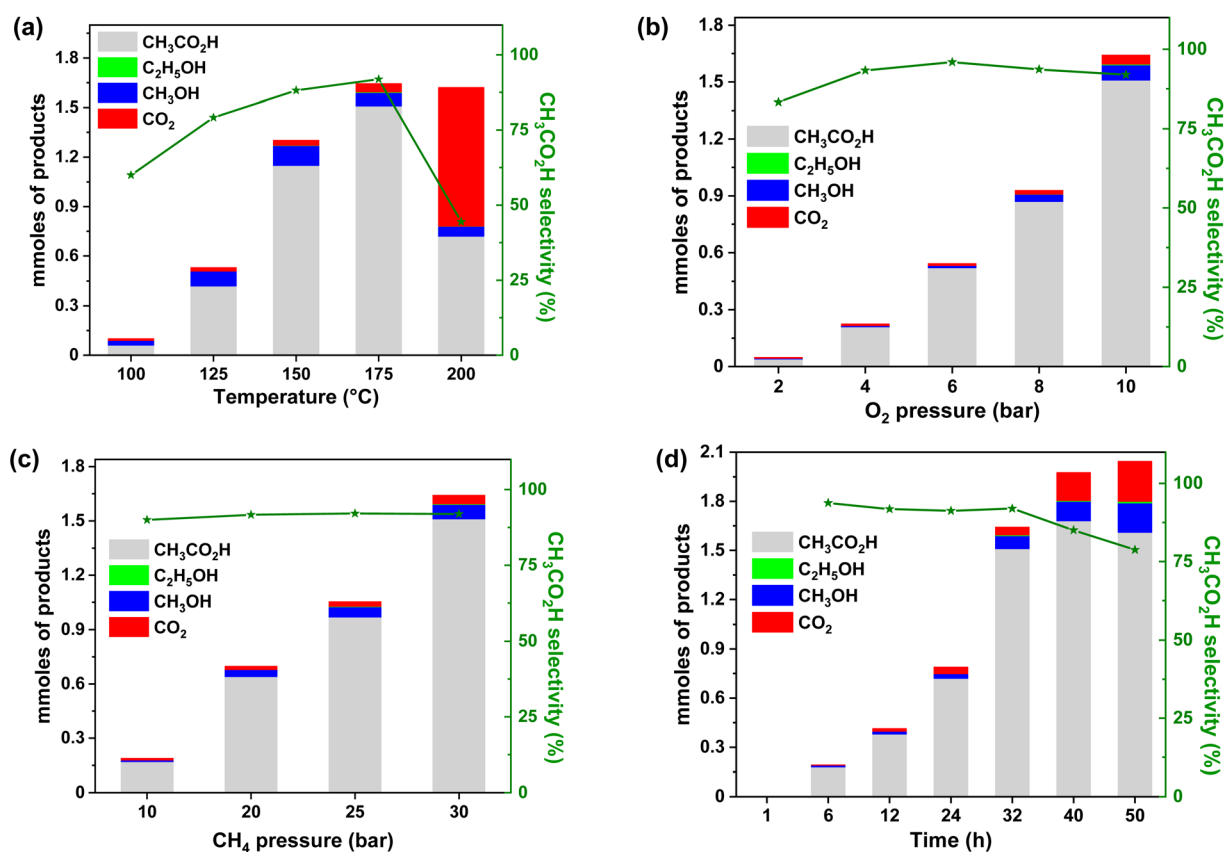 (a)
mmoles of products
1.8
1.5
1.2
0.9
0.6
0.3
0
CH₃CO₂H
C₂H₅OH
CH₃OH
CO₂
100
75
50
25
0
CH₃CO₂H selectivity (%)
100 125 150 175 200
Temperature (°C)
(b)
mmoles of products
1.8
1.5
1.2
0.9
0.6
0.3
0
CH₃CO₂H
C₂H₅OH
CH₃OH
CO₂
100
75
50
25
0
CH₃CO₂H selectivity (%)
2 4 6 8 10
O₂ pressure (bar)
(c)
mmoles of products
1.8
1.5
1.2
0.9
0.6
0.3
0
CH₃CO₂H
C₂H₅OH
CH₃OH
CO₂
100
75
50
25
0
CH₃CO₂H selectivity (%)
10 20 25 30
CH₄ pressure (bar)
(d)
mmoles of products
2.1
1.8
1.5
1.2
0.9
0.6
0.3
0
CH₃CO₂H
C₂H₅OH
CH₃OH
CO₂
100
75
50
25
0
CH₃CO₂H selectivity (%)
1 6 12 24 32 40 50
Time (h)